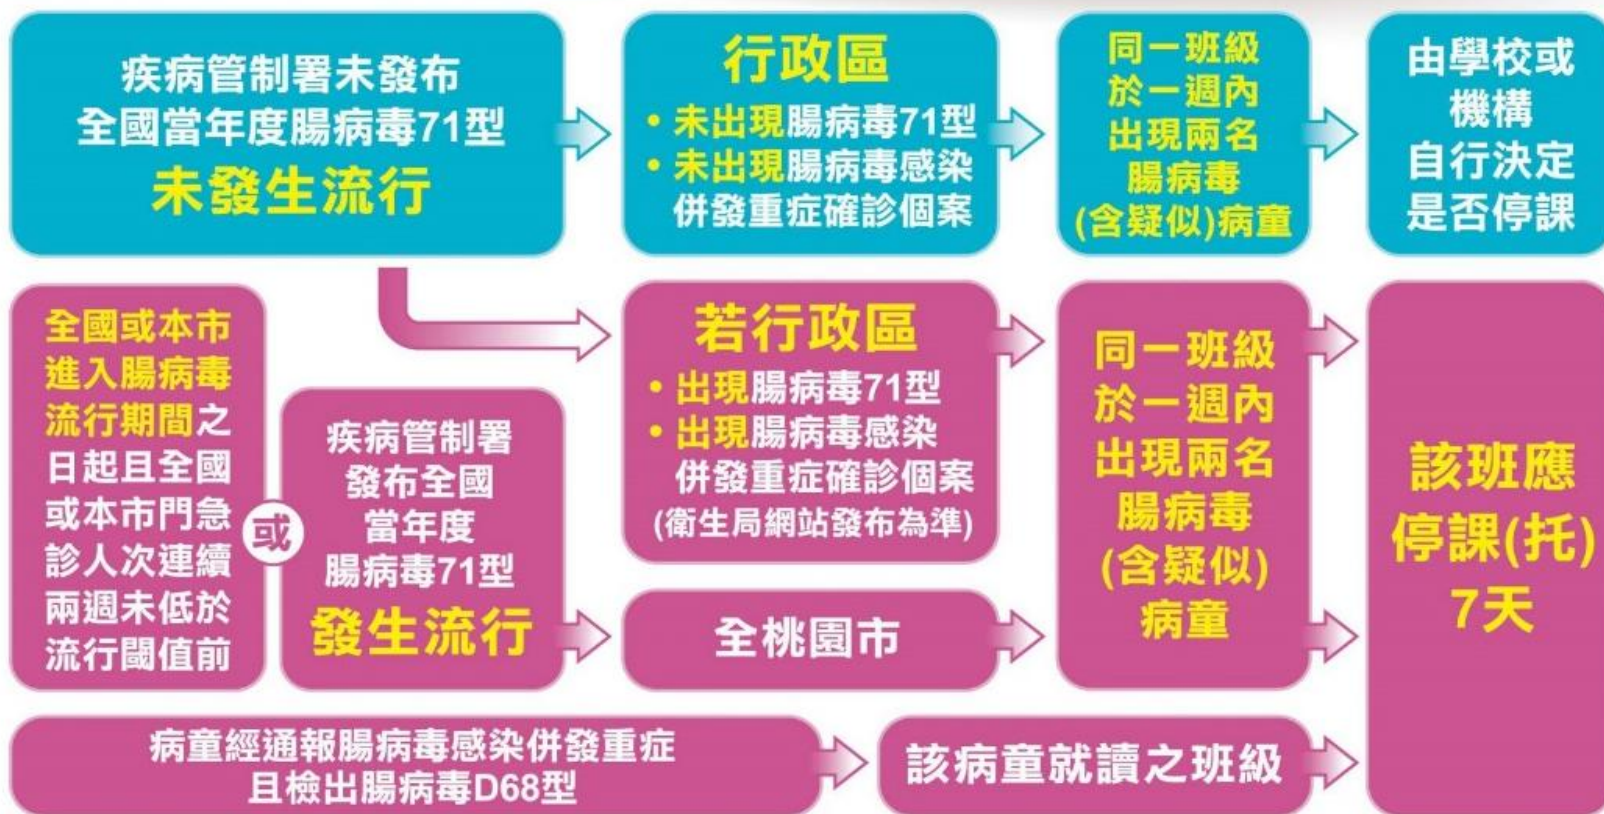 疾病管制署未發布
全國當年度腸病毒71型
未發生流行
行政區
• 未出現腸病毒71型
• 未出現腸病毒感染
併發重症確診個案
同一班級
於一週內
出現兩名
腸病毒
(含疑似)病童
由學校或
機構
自行決定
是否停課
全國或本市
進入腸病毒
流行期間之
日起且全國
或本市門急
診人次連續
兩週未低於
流行閾值前
或
疾病管制署
發布全國
當年度
腸病毒71型
發生流行
若行政區
• 出現腸病毒71型
• 出現腸病毒感染
併發重症確診個案
(衛生局網站發布為準)
全桃園市
同一班級
於一週內
出現兩名
腸病毒
(含疑似)
病童
該班應
停課(托)
7天
病童經通報腸病毒感染併發重症
且檢出腸病毒D68型
該病童就讀之班級